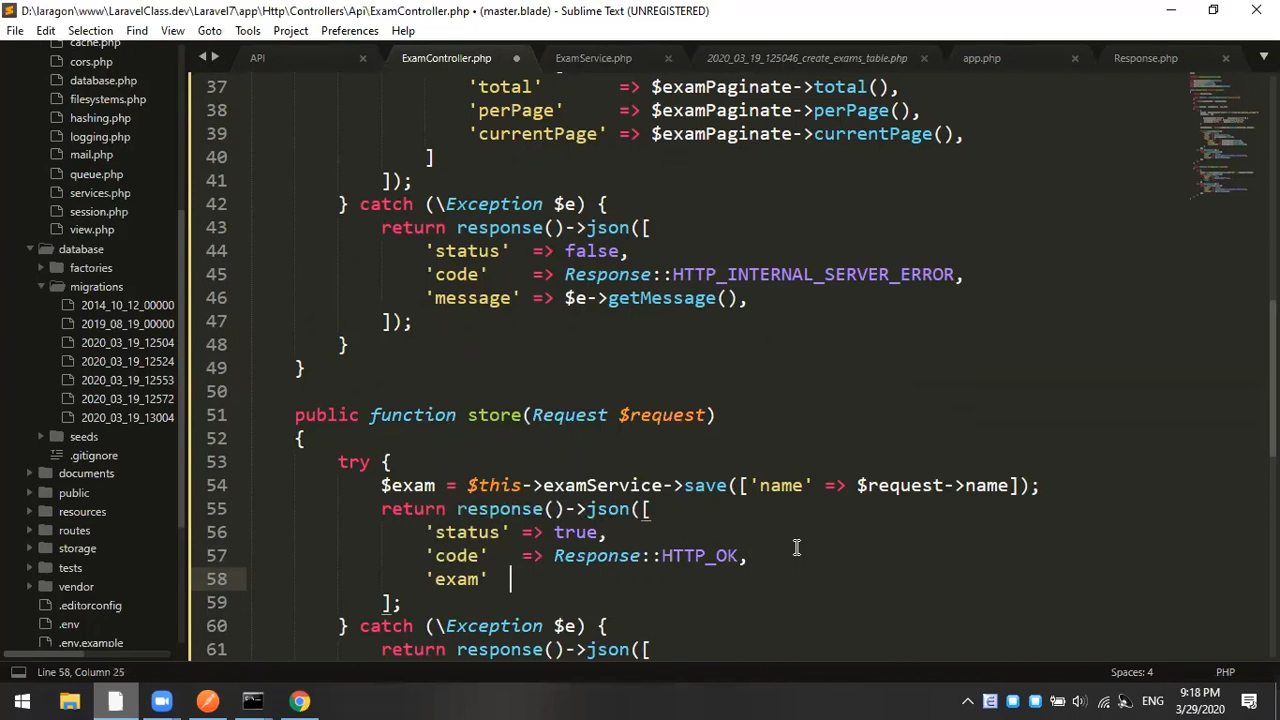 D:\laragon\www\LaravelClass.dev\Laravel7\app\Http\Controllers\Api\ExamController.php • (master.blade) - Sublime Text (UNREGISTERED)
File Edit Selection Find View Goto Tools Project Preferences Help
API ExamController.php ExamService.php 2020_03_19_125046_create_exams_table.php app.php Response.php
cache.php
cors.php
database.php
filesystems.php
hashing.php
logging.php
mail.php
queue.php
services.php
session.php
view.php
database
factories
migrations
2014_10_12_00000
2019_08_19_00000
2020_03_19_12504
2020_03_19_12524
2020_03_19_12553
2020_03_19_12572
2020_03_19_13004
seeds
.gitignore
documents
public
resources
routes
storage
tests
vendor
.editorconfig
.env
.env.example
37 'total' => $examPaginate->total(),
38 'perPage' => $examPaginate->perPage(),
39 'currentPage' => $examPaginate->currentPage(),
40 ]
41 ]);
42 } catch (\Exception $e) {
43 return response()->json([
44 'status' => false,
45 'code' => Response::HTTP_INTERNAL_SERVER_ERROR,
46 'message' => $e->getMessage(),
47 ]);
48 }
49 }
50
51 public function store(Request $request)
52 {
53 try {
54 $exam = $this->examService->save(['name' => $request->name]);
55 return response()->json([
56 'status' => true,
57 'code' => Response::HTTP_OK,
58 'exam'
59 ];
60 } catch (\Exception $e) {
61 return response()->json([
Line 58, Column 25 Spaces: 4 PHP
ENG 9:18 PM
3/29/2020